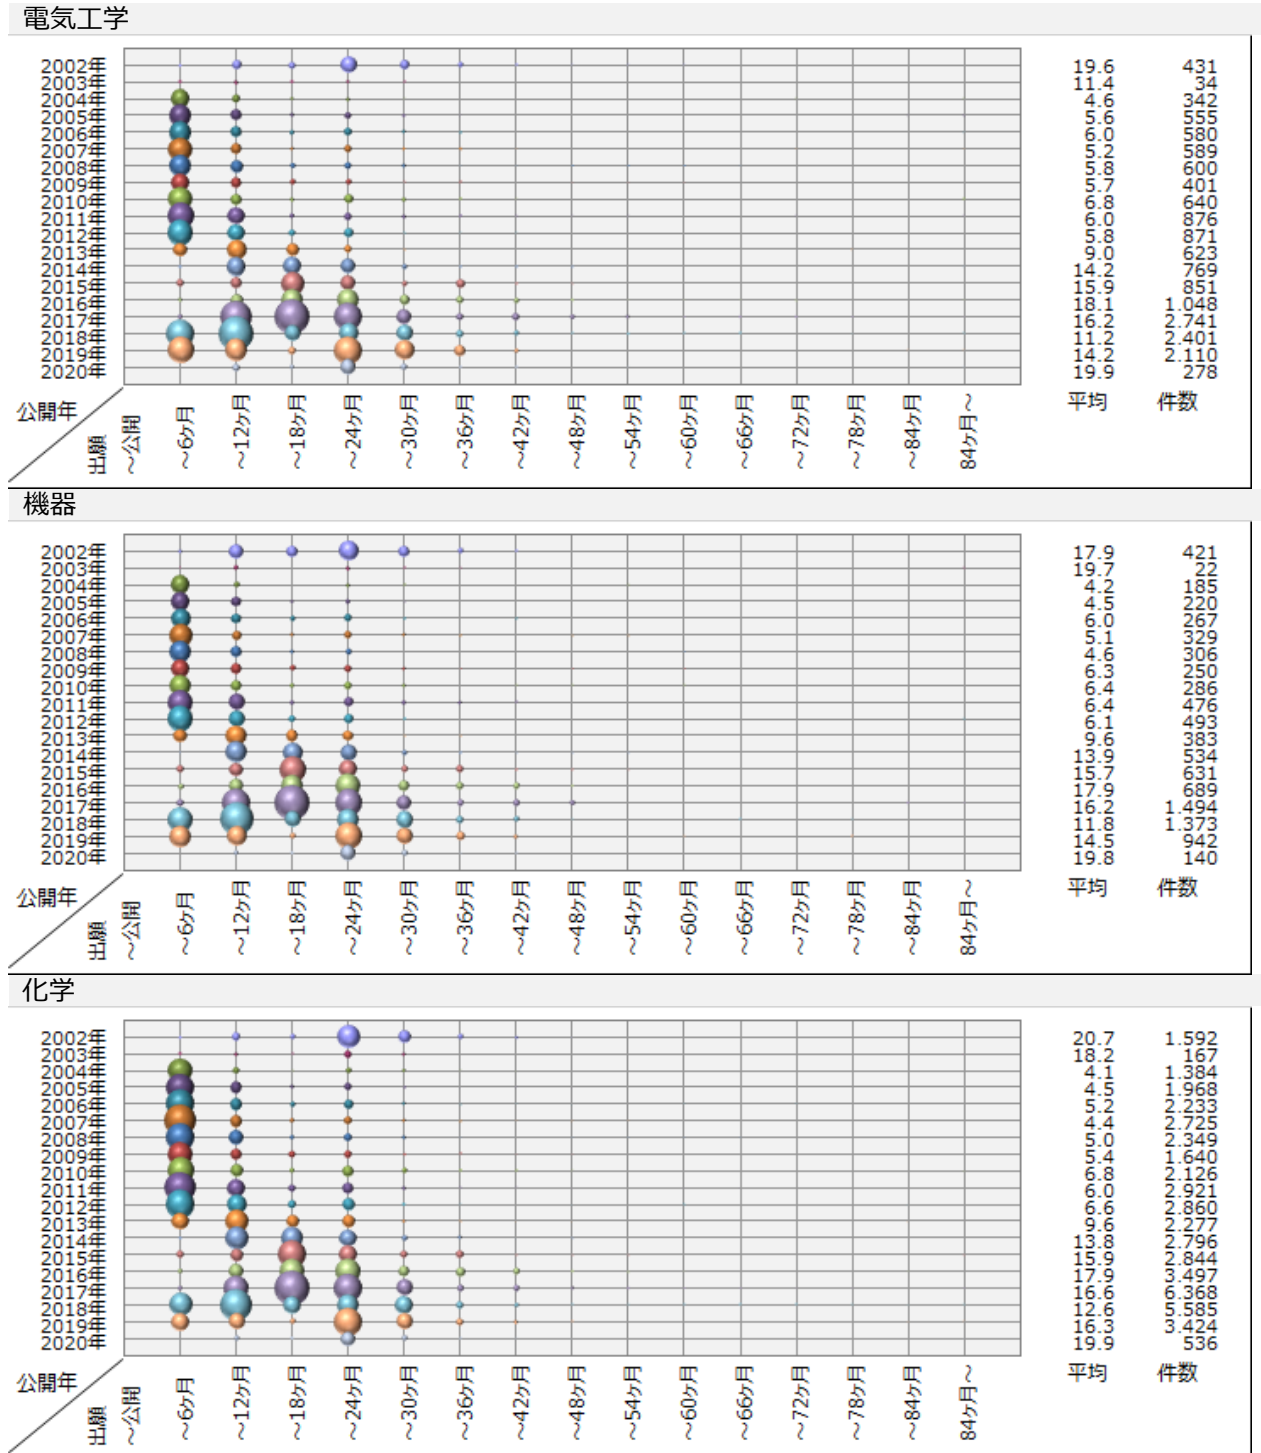 電気工学
2002年 19.6 431
2003年 11.4 34
2004年 4.6 342
2005年 5.6 555
2006年 6.0 580
2007年 5.2 589
2008年 5.8 600
2009年 5.7 401
2010年 6.8 640
2011年 6.0 876
2012年 5.8 871
2013年 9.0 623
2014年 14.2 769
2015年 15.9 851
2016年 18.1 1.048
2017年 16.2 2.741
2018年 11.2 2.401
2019年 14.2 2.110
2020年 19.9 278
公開年 出願 ～公開 ～6ヶ月 ～12ヶ月 ～18ヶ月 ～24ヶ月 ～30ヶ月 ～36ヶ月 ～42ヶ月 ～48ヶ月 ～54ヶ月 ～60ヶ月 ～66ヶ月 ～72ヶ月 ～78ヶ月 ～84ヶ月 84ヶ月～ 平均 件数
機器
2002年 17.9 421
2003年 19.7 22
2004年 4.2 185
2005年 4.5 220
2006年 6.0 267
2007年 5.1 329
2008年 4.6 306
2009年 6.3 250
2010年 6.4 286
2011年 6.4 476
2012年 6.1 493
2013年 9.6 383
2014年 13.9 534
2015年 15.7 631
2016年 17.9 689
2017年 16.2 1.494
2018年 11.8 1.373
2019年 14.5 942
2020年 19.8 140
公開年 出願 ～公開 ～6ヶ月 ～12ヶ月 ～18ヶ月 ～24ヶ月 ～30ヶ月 ～36ヶ月 ～42ヶ月 ～48ヶ月 ～54ヶ月 ～60ヶ月 ～66ヶ月 ～72ヶ月 ～78ヶ月 ～84ヶ月 84ヶ月～ 平均 件数
化学
2002年 20.7 1.592
2003年 18.2 167
2004年 4.1 1.384
2005年 4.5 1.968
2006年 5.2 2.233
2007年 4.4 2.725
2008年 5.0 2.349
2009年 5.4 1.640
2010年 6.8 2.126
2011年 6.0 2.921
2012年 6.6 2.860
2013年 9.6 2.277
2014年 13.8 2.796
2015年 15.9 2.844
2016年 17.9 3.497
2017年 16.6 6.368
2018年 12.6 5.585
2019年 16.3 3.424
2020年 19.9 536
公開年 出願 ～公開 ～6ヶ月 ～12ヶ月 ～18ヶ月 ～24ヶ月 ～30ヶ月 ～36ヶ月 ～42ヶ月 ～48ヶ月 ～54ヶ月 ～60ヶ月 ～66ヶ月 ～72ヶ月 ～78ヶ月 ～84ヶ月 84ヶ月～ 平均 件数